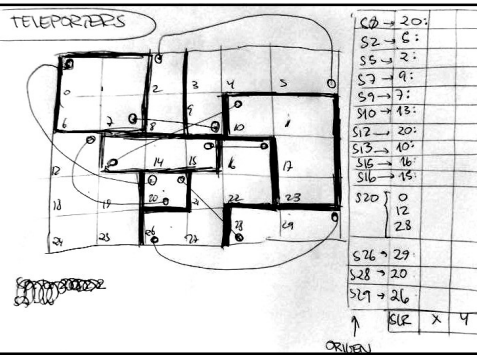 TELEPORTERS
0 1 2 3 4 5
6 7 8 9 10
12 14 15 16 17
18 19 20 22 23
24 25 26 27 28 29
S0 → 20:
S2 → 5:
S5 → 2:
S7 → 9:
S9 → 7:
S10 → 13:
S12 → 20:
S13 → 10:
S15 → 16:
S16 → 15:
S20 { 0
12
28
S26 → 29:
S28 → 20
S29 → 26:
SCR X Y
ORIGEN